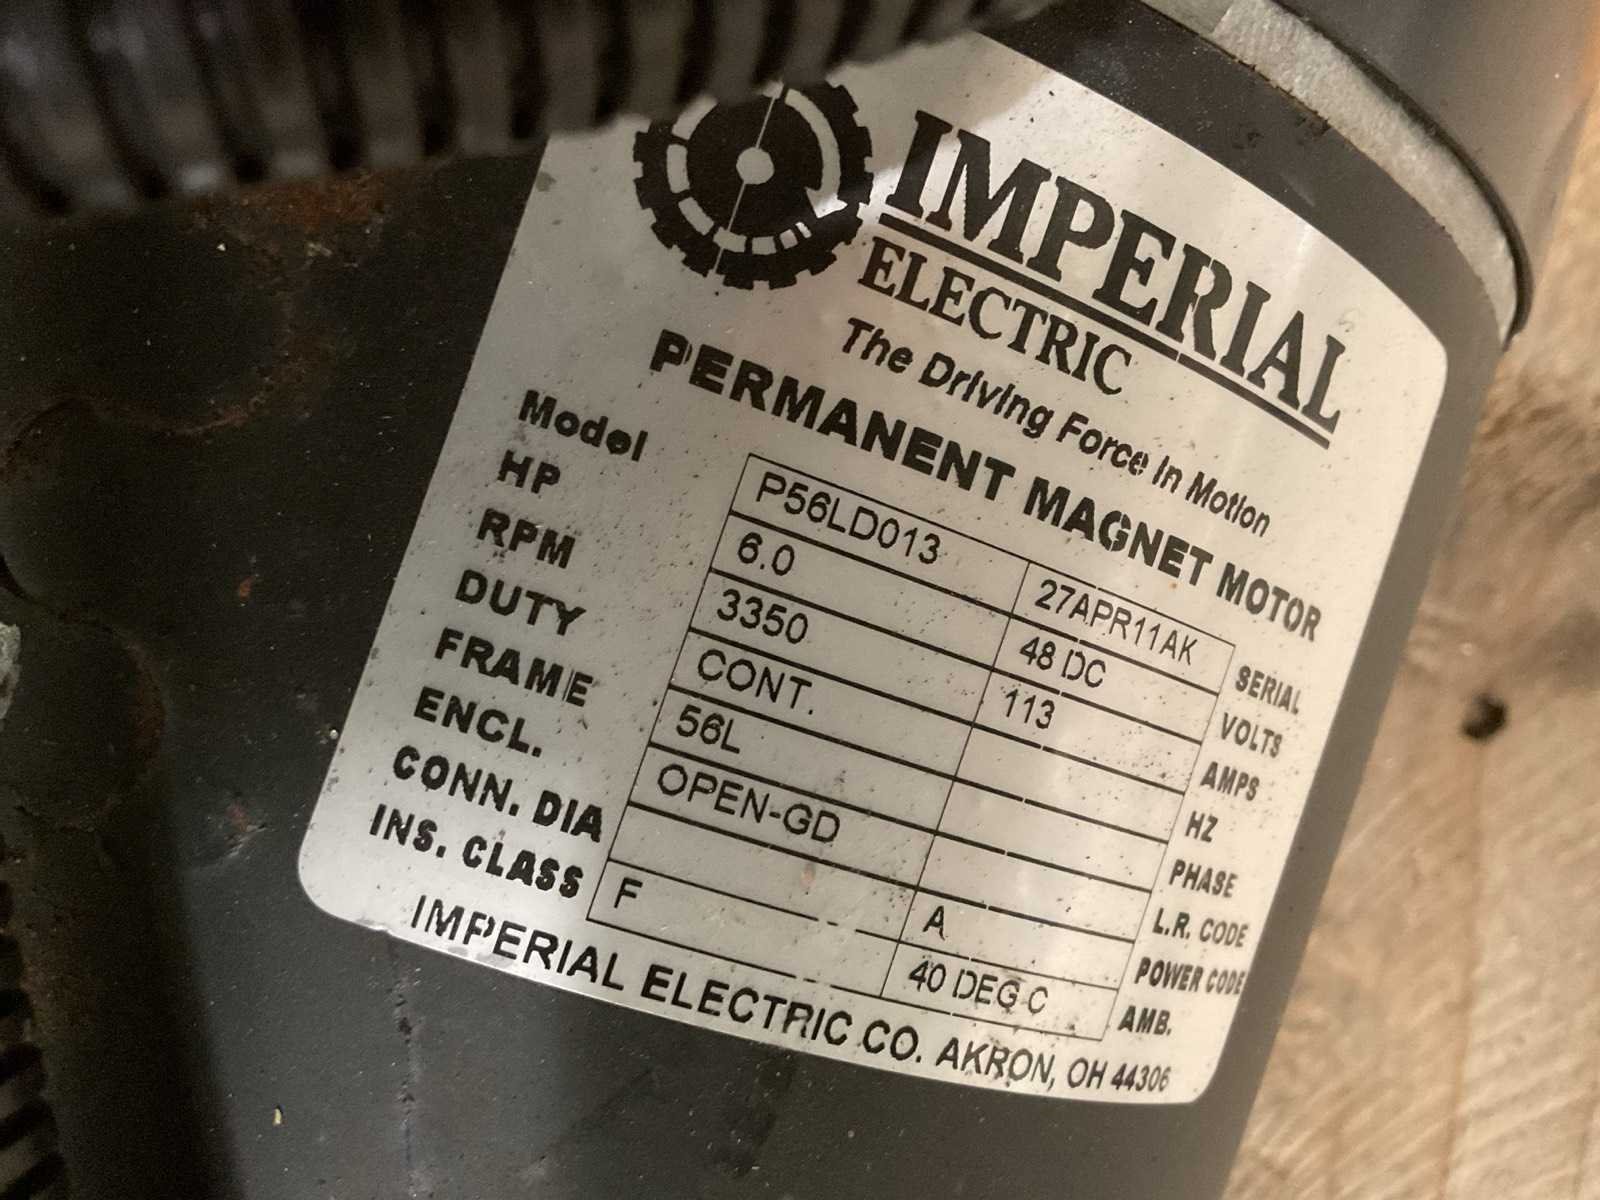 IMPERIAL
ELECTRIC
The Driving Force In Motion
PERMANENT MAGNET MOTOR
Model P56LD013 27APR11AK SERIAL
HP 6.0 48 DC VOLTS
RPM 3350 113 AMPS
DUTY CONT. HZ
FRAME 56L PHASE
ENCL. OPEN-GD L.R. CODE
CONN. DIA A POWER CODE
INS. CLASS F 40 DEG C AMB.
IMPERIAL ELECTRIC CO. AKRON, OH 44306